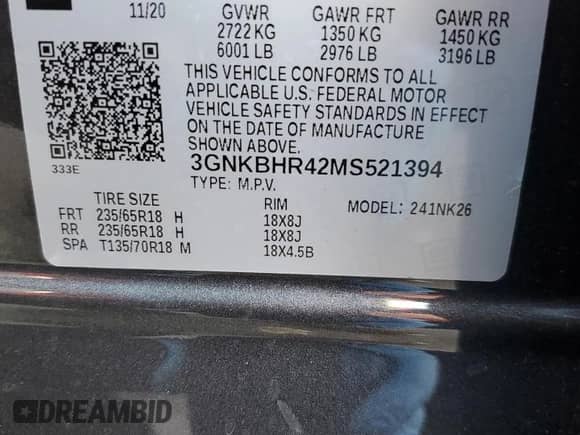 11/20 GVWR GAWR FRT GAWR RR
2722 KG 1350 KG 1450 KG
6001 LB 2976 LB 3196 LB
THIS VEHICLE CONFORMS TO ALL
APPLICABLE U.S. FEDERAL MOTOR
VEHICLE SAFETY STANDARDS IN EFFECT
ON THE DATE OF MANUFACTURE
SHOWN ABOVE.
333E
3GNKBHR42MS521394
TYPE: M.P.V.
TIRE SIZE RIM MODEL: 241NK26
FRT 235/65R18 H 18X8J
RR 235/65R18 H 18X8J
SPA T135/70R18 M 18X4.5B
DREAMBID